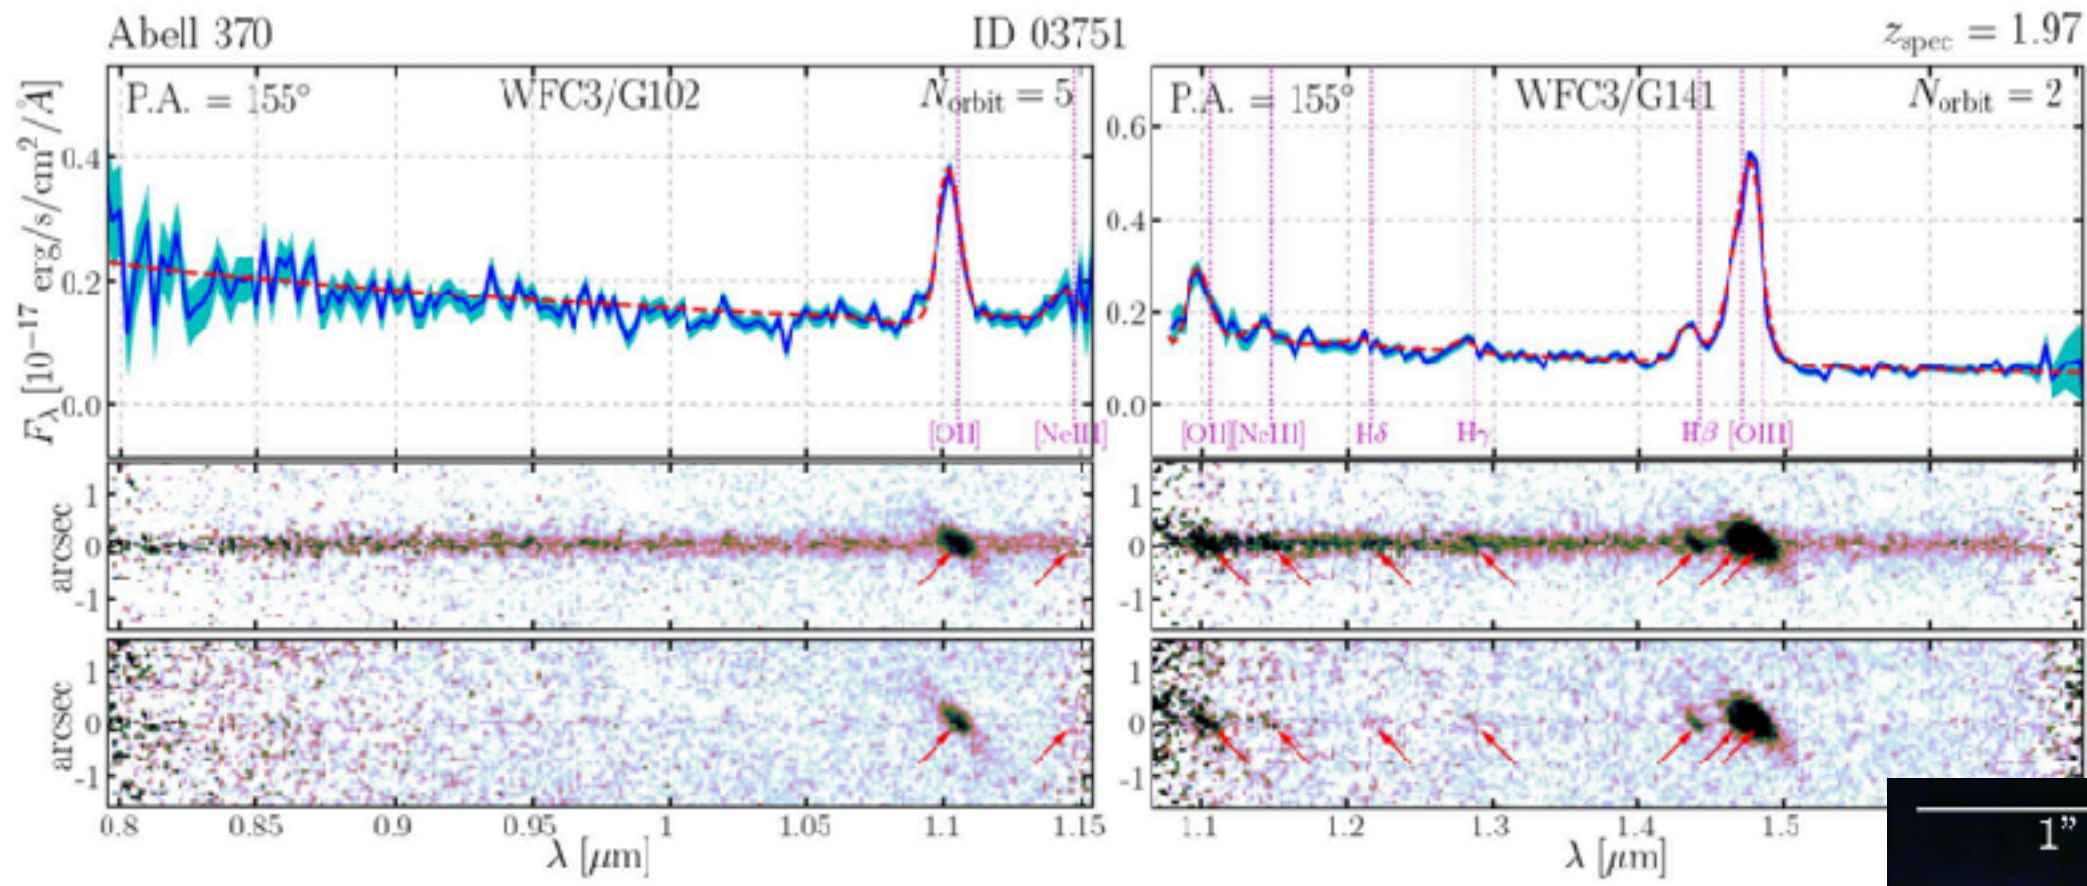 Abell 370 ID 03751 z_spec = 1.97
P.A. = 155° WFC3/G102 N_orbit = 5
P.A. = 155° WFC3/G141 N_orbit = 2
F_λ [10^−17 erg/s/cm^2/Å]
0.4
0.2
0.0
0.6
0.4
0.2
0.0
[OII] [NeIII]
[OII] [NeIII] Hδ Hγ Hβ [OIII]
arcsec
1
0
-1
1
0
-1
arcsec
1
0
-1
1
0
-1
0.8 0.85 0.9 0.95 1 1.05 1.1 1.15
1.1 1.2 1.3 1.4 1.5
λ [μm]
λ [μm]
1”